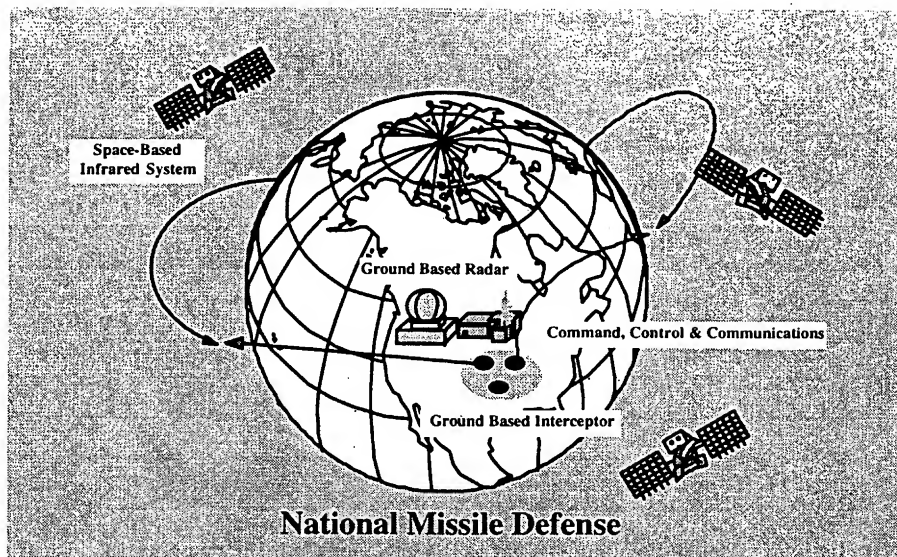 Space-Based
Infrared System
Ground Based Radar
Command, Control & Communications
Ground Based Interceptor
National Missile Defense